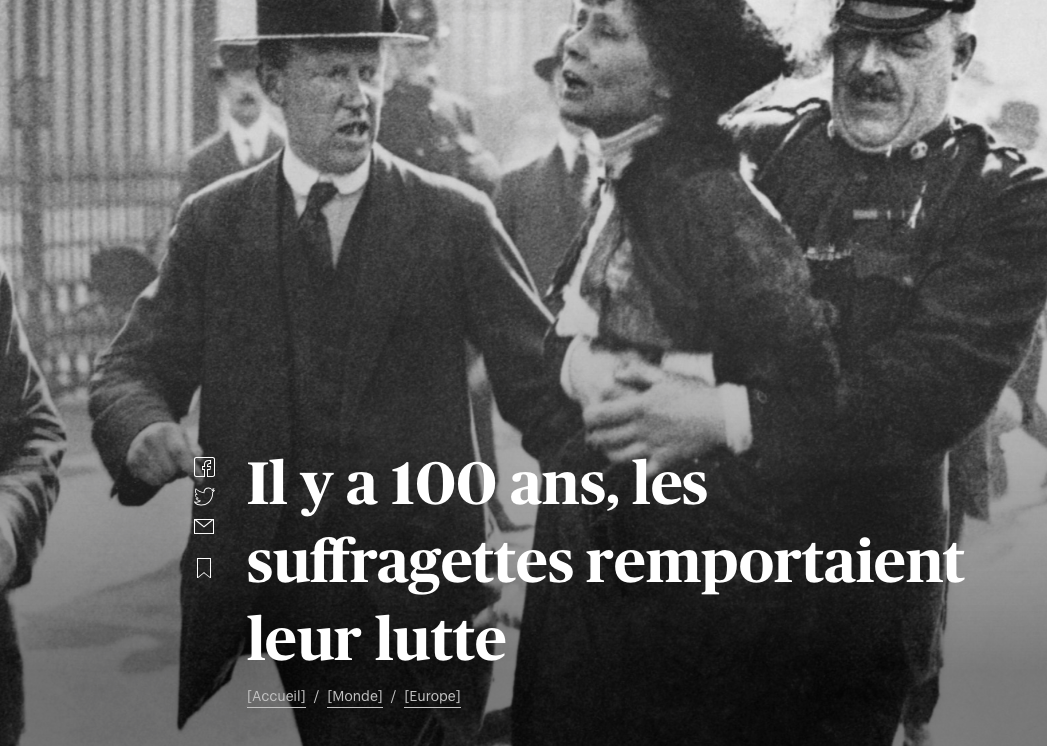 Il y a 100 ans, les
suffragettes remportaient
leur lutte
[Accueil] / [Monde] / [Europe]